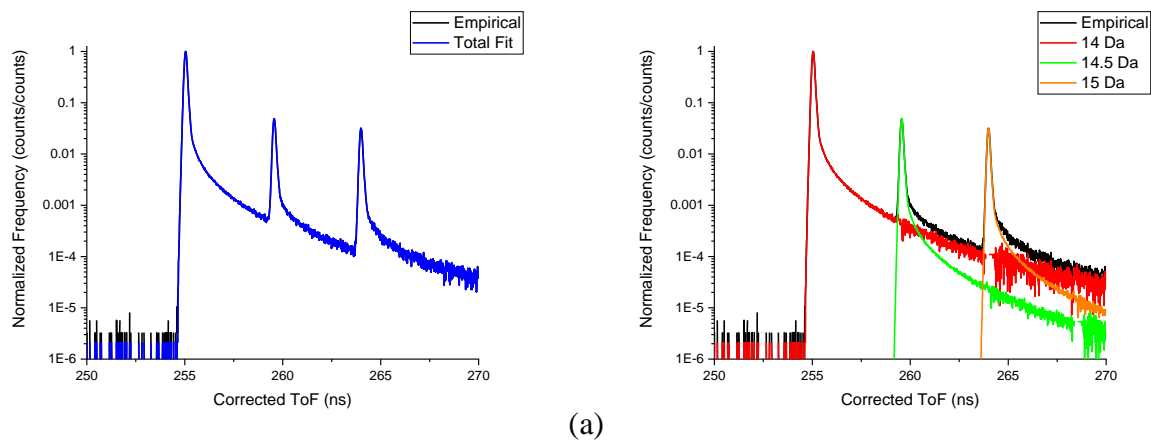 Empirical
Total Fit
Normalized Frequency (counts/counts)
1
0.1
0.01
0.001
1E-4
1E-5
1E-6
250 255 260 265 270
Corrected ToF (ns)
Empirical
14 Da
14.5 Da
15 Da
Normalized Frequency (counts/counts)
1
0.1
0.01
0.001
1E-4
1E-5
1E-6
250 255 260 265 270
Corrected ToF (ns)
(a)